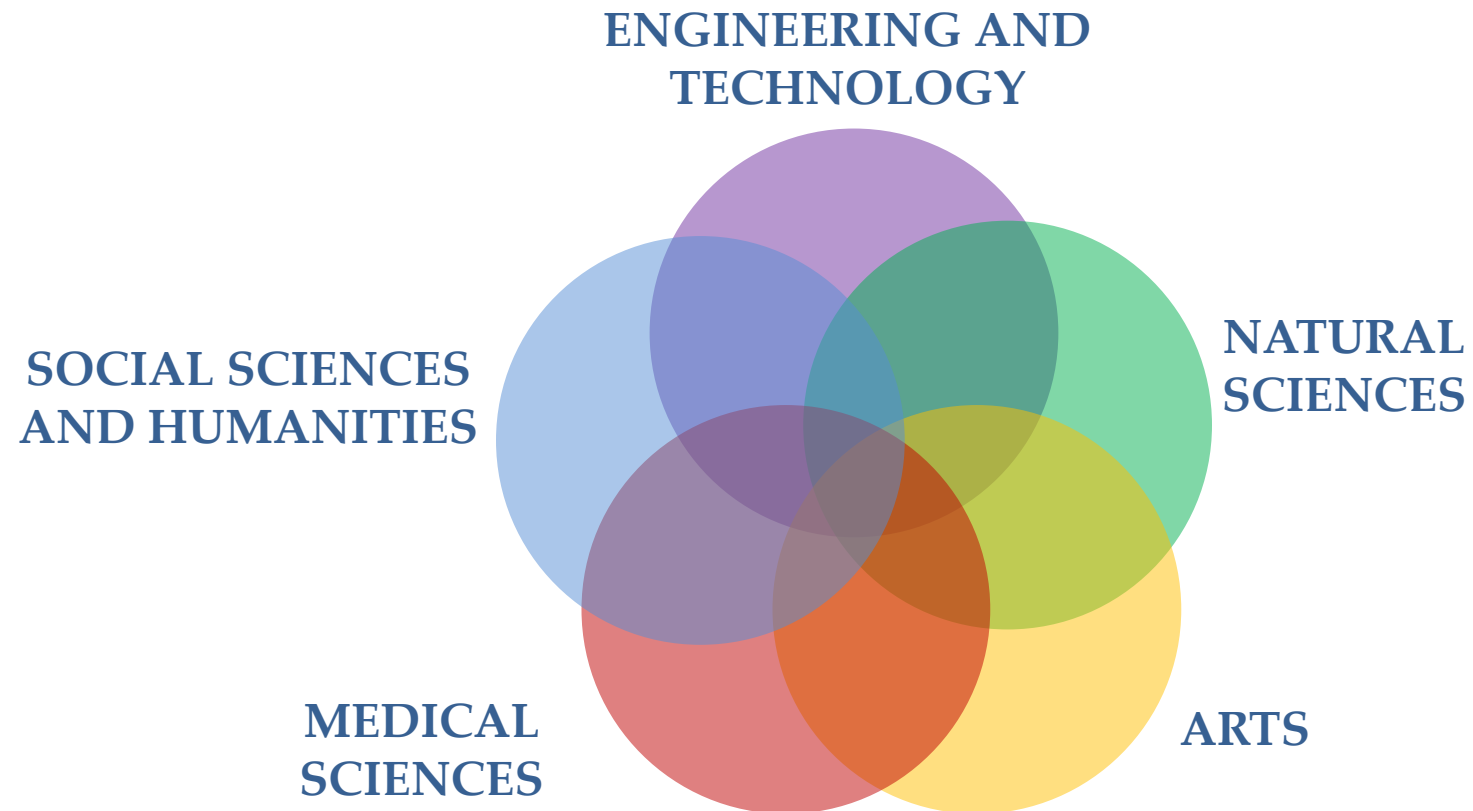 ENGINEERING AND
TECHNOLOGY
NATURAL
SCIENCES
SOCIAL SCIENCES
AND HUMANITIES
MEDICAL
SCIENCES
ARTS